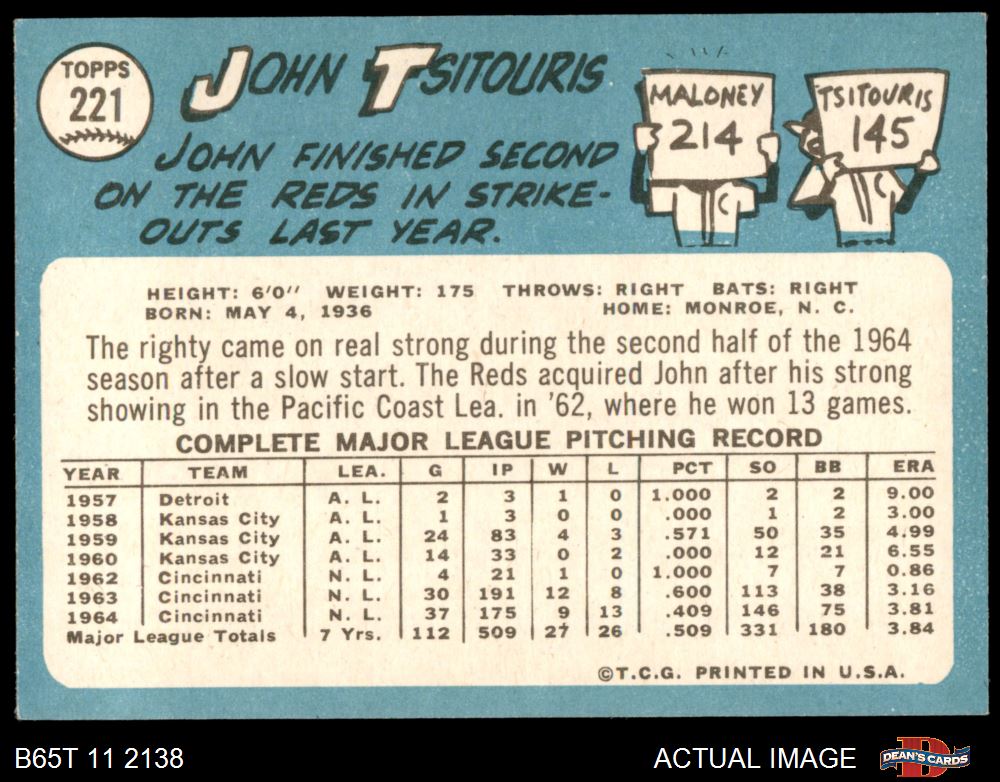 TOPPS
221
JOHN TSITOURIS
JOHN FINISHED SECOND
ON THE REDS IN STRIKE-
OUTS LAST YEAR.
MALONEY
214
C
TSITOURIS
145
C
HEIGHT: 6'0" WEIGHT: 175 THROWS: RIGHT BATS: RIGHT
BORN: MAY 4, 1936 HOME: MONROE, N. C.
The righty came on real strong during the second half of the 1964
season after a slow start. The Reds acquired John after his strong
showing in the Pacific Coast Lea. in '62, where he won 13 games.
COMPLETE MAJOR LEAGUE PITCHING RECORD
YEAR TEAM LEA. G IP W L PCT SO BB ERA
1957 Detroit A. L. 2 3 1 0 1.000 2 2 9.00
1958 Kansas City A. L. 1 3 0 0 .000 1 2 3.00
1959 Kansas City A. L. 24 83 4 3 .571 50 35 4.99
1960 Kansas City A. L. 14 33 0 2 .000 12 21 6.55
1962 Cincinnati N. L. 4 21 1 0 1.000 7 7 0.86
1963 Cincinnati N. L. 30 191 12 8 .600 113 38 3.16
1964 Cincinnati N. L. 37 175 9 13 .409 146 75 3.81
Major League Totals 7 Yrs. 112 509 27 26 .509 331 180 3.84
©T.C.G. PRINTED IN U.S.A.
B65T 11 2138
ACTUAL IMAGE
DEAN'S CARDS